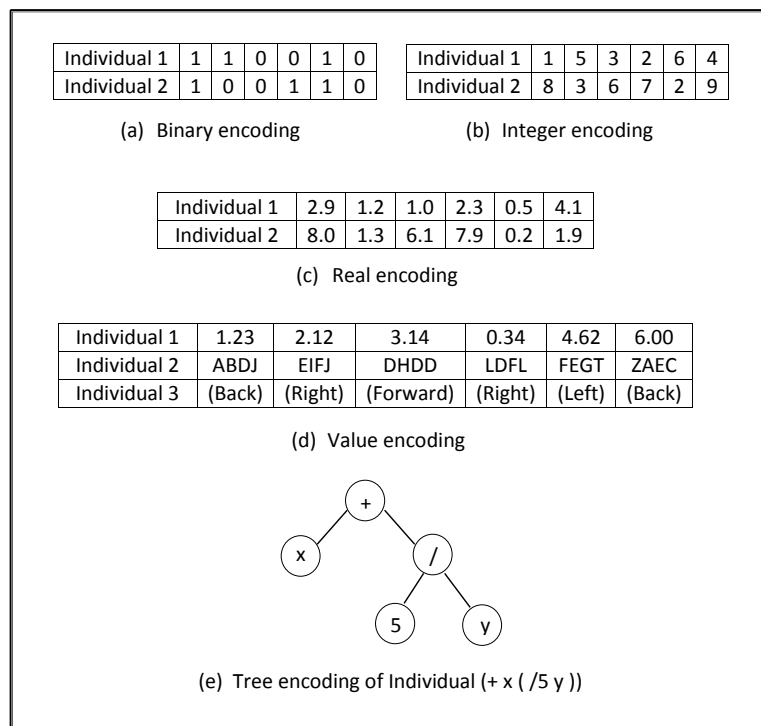 Individual 1 1 1 0 0 1 0
Individual 2 1 0 0 1 1 0
(a) Binary encoding
Individual 1 1 5 3 2 6 4
Individual 2 8 3 6 7 2 9
(b) Integer encoding
Individual 1 2.9 1.2 1.0 2.3 0.5 4.1
Individual 2 8.0 1.3 6.1 7.9 0.2 1.9
(c) Real encoding
Individual 1 1.23 2.12 3.14 0.34 4.62 6.00
Individual 2 ABDJ EIFJ DHDD LDFL FEGT ZAEC
Individual 3 (Back) (Right) (Forward) (Right) (Left) (Back)
(d) Value encoding
+
x /
5 y
(e) Tree encoding of Individual (+ x ( /5 y ))